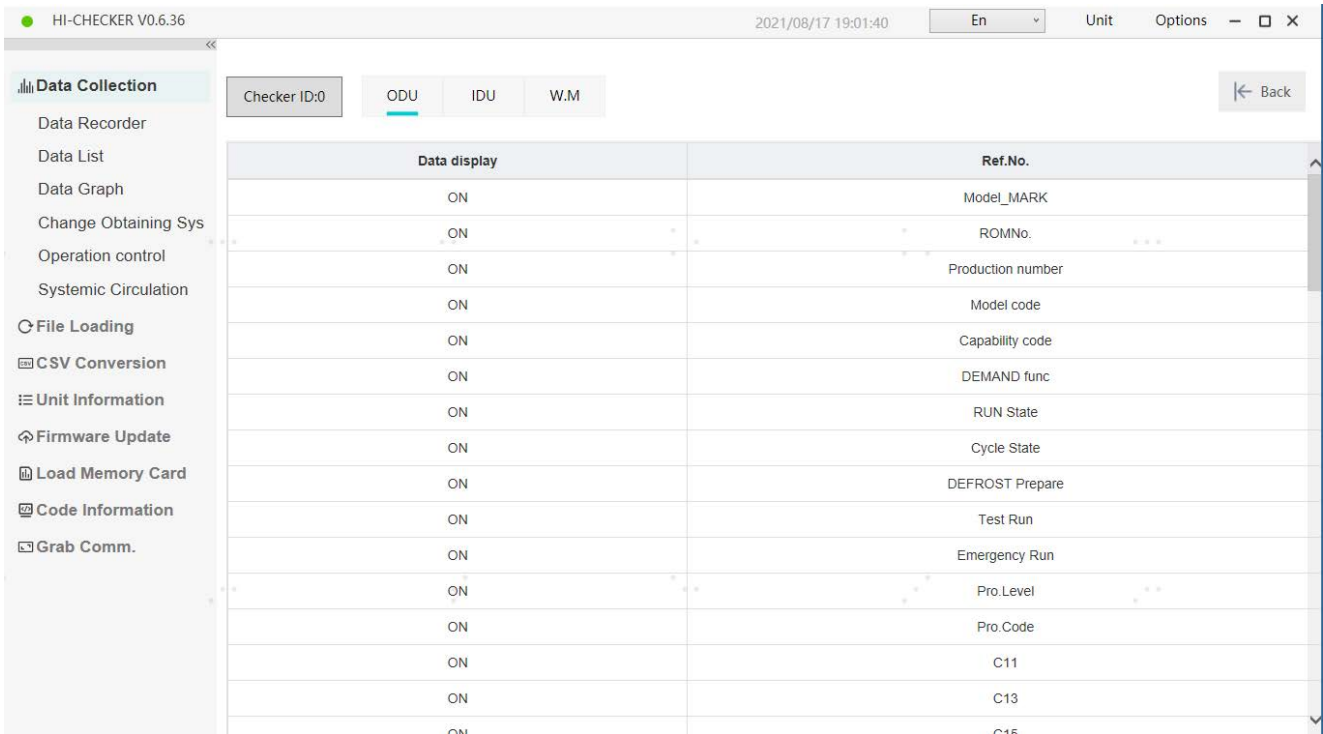 HI-CHECKER V0.6.36 2021/08/17 19:01:40 En Unit Options
Data Collection
Data Recorder
Data List
Data Graph
Change Obtaining Sys
Operation control
Systemic Circulation
File Loading
CSV Conversion
Unit Information
Firmware Update
Load Memory Card
Code Information
Grab Comm.
Checker ID:0 ODU IDU W.M Back
Data display Ref.No.
ON Model_MARK
ON ROMNo.
ON Production number
ON Model code
ON Capability code
ON DEMAND func
ON RUN State
ON Cycle State
ON DEFROST Prepare
ON Test Run
ON Emergency Run
ON Pro.Level
ON Pro.Code
ON C11
ON C13
ON C15